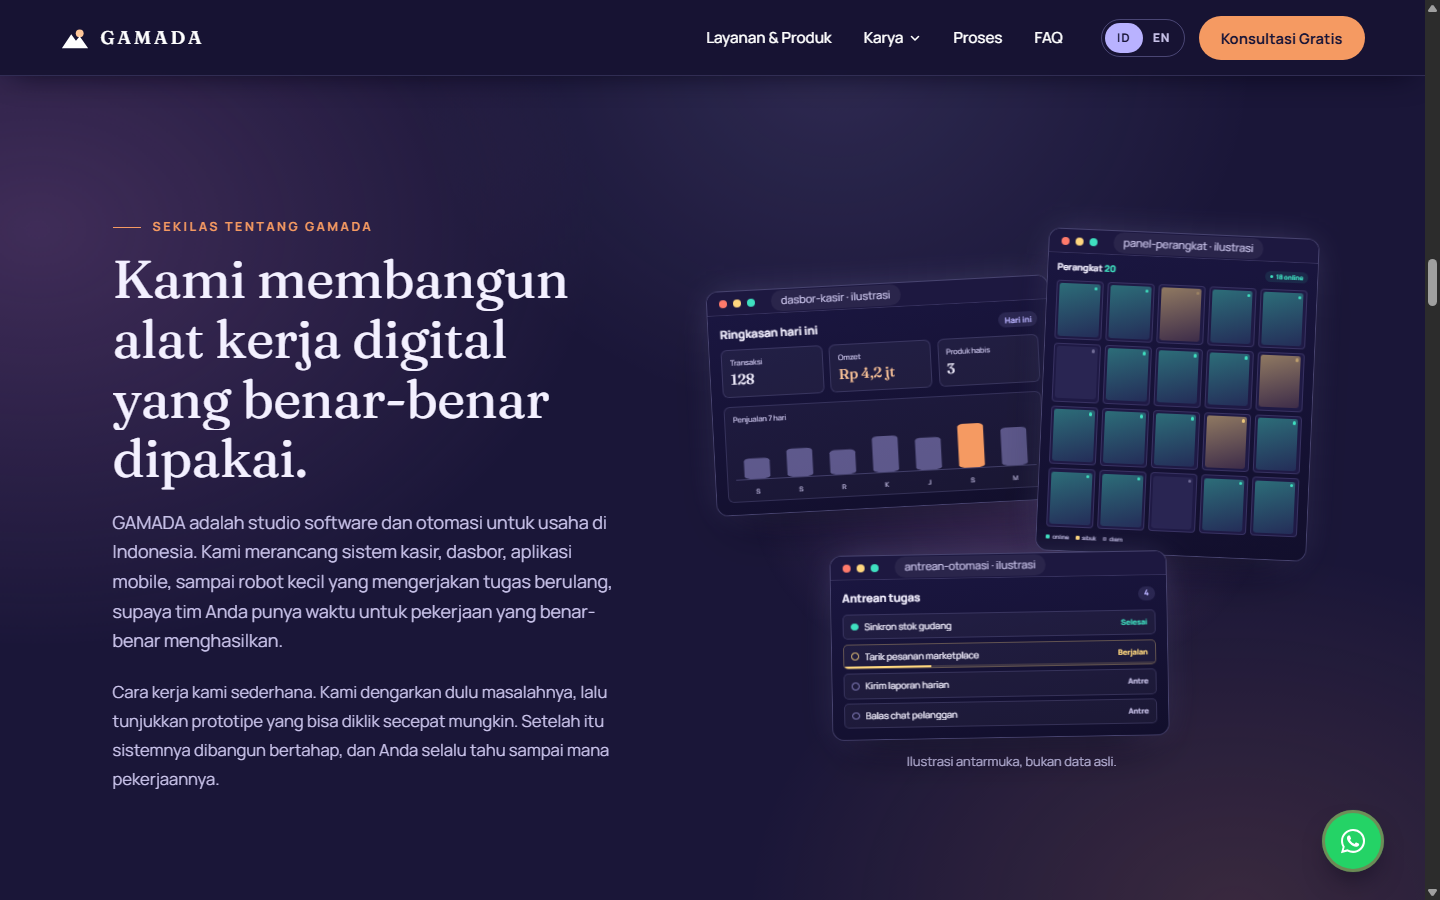 GAMADA
Layanan & Produk
Karya
Proses
FAQ
ID
EN
Konsultasi Gratis
SEKILAS TENTANG GAMADA
Kami membangun
alat kerja digital
yang benar-benar
dipakai.
GAMADA adalah studio software dan otomasi untuk usaha di
Indonesia. Kami merancang sistem kasir, dasbor, aplikasi
mobile, sampai robot kecil yang mengerjakan tugas berulang,
supaya tim Anda punya waktu untuk pekerjaan yang benar-
benar menghasilkan.
Cara kerja kami sederhana. Kami dengarkan dulu masalahnya, lalu
tunjukkan prototipe yang bisa diklik secepat mungkin. Setelah itu
sistemnya dibangun bertahap, dan Anda selalu tahu sampai mana
pekerjaannya.
dasbor-kasir · ilustrasi
Ringkasan hari ini
Hari ini
Transaksi
128
Omzet
Rp 4,2 jt
Produk habis
3
Penjualan 7 hari
S S R K J S M
panel-perangkat · ilustrasi
Perangkat 20
18 online
online sibuk diam
antrean-otomasi · ilustrasi
Antrean tugas
4
Sinkron stok gudang
Selesai
Tarik pesanan marketplace
Berjalan
Kirim laporan harian
Antre
Balas chat pelanggan
Antre
Ilustrasi antarmuka, bukan data asli.